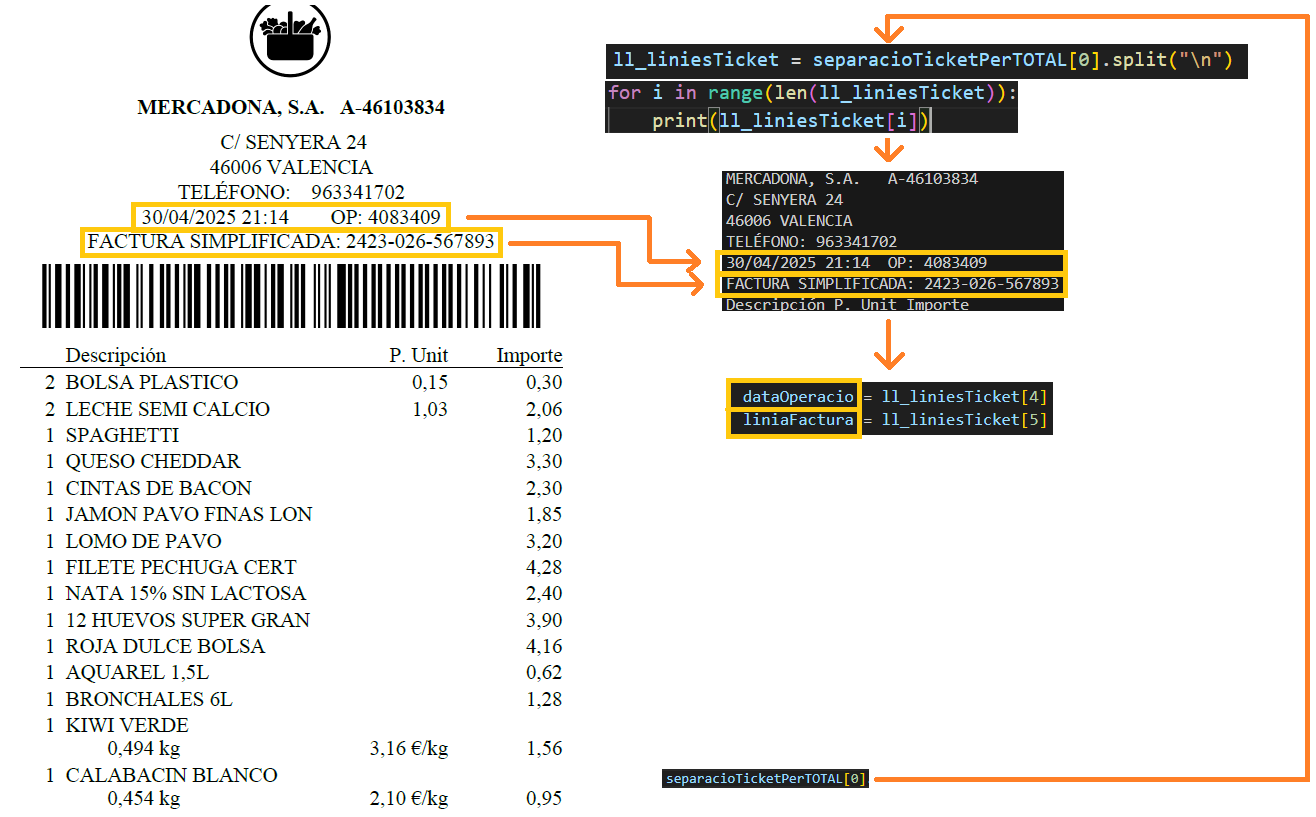 MERCADONA, S.A. A-46103834
C/ SENYERA 24
46006 VALENCIA
TELÉFONO: 963341702
30/04/2025 21:14 OP: 4083409
FACTURA SIMPLIFICADA: 2423-026-567893
Descripción P. Unit Importe
2 BOLSA PLASTICO 0,15 0,30
2 LECHE SEMI CALCIO 1,03 2,06
1 SPAGHETTI 1,20
1 QUESO CHEDDAR 3,30
1 CINTAS DE BACON 2,30
1 JAMON PAVO FINAS LON 1,85
1 LOMO DE PAVO 3,20
1 FILETE PECHUGA CERT 4,28
1 NATA 15% SIN LACTOSA 2,40
1 12 HUEVOS SUPER GRAN 3,90
1 ROJA DULCE BOLSA 4,16
1 AQUAREL 1,5L 0,62
1 BRONCHALES 6L 1,28
1 KIWI VERDE
0,494 kg 3,16 €/kg 1,56
1 CALABACIN BLANCO
0,454 kg 2,10 €/kg 0,95
ll_liniesTicket = separacioTicketPerTOTAL[0].split("\n")
for i in range(len(ll_liniesTicket)):
print(ll_liniesTicket[i])
MERCADONA, S.A. A-46103834
C/ SENYERA 24
46006 VALENCIA
TELÉFONO: 963341702
30/04/2025 21:14 OP: 4083409
FACTURA SIMPLIFICADA: 2423-026-567893
Descripción P. Unit Importe
dataOperacio = ll_liniesTicket[4]
liniaFactura = ll_liniesTicket[5]
separacioTicketPerTOTAL[0]